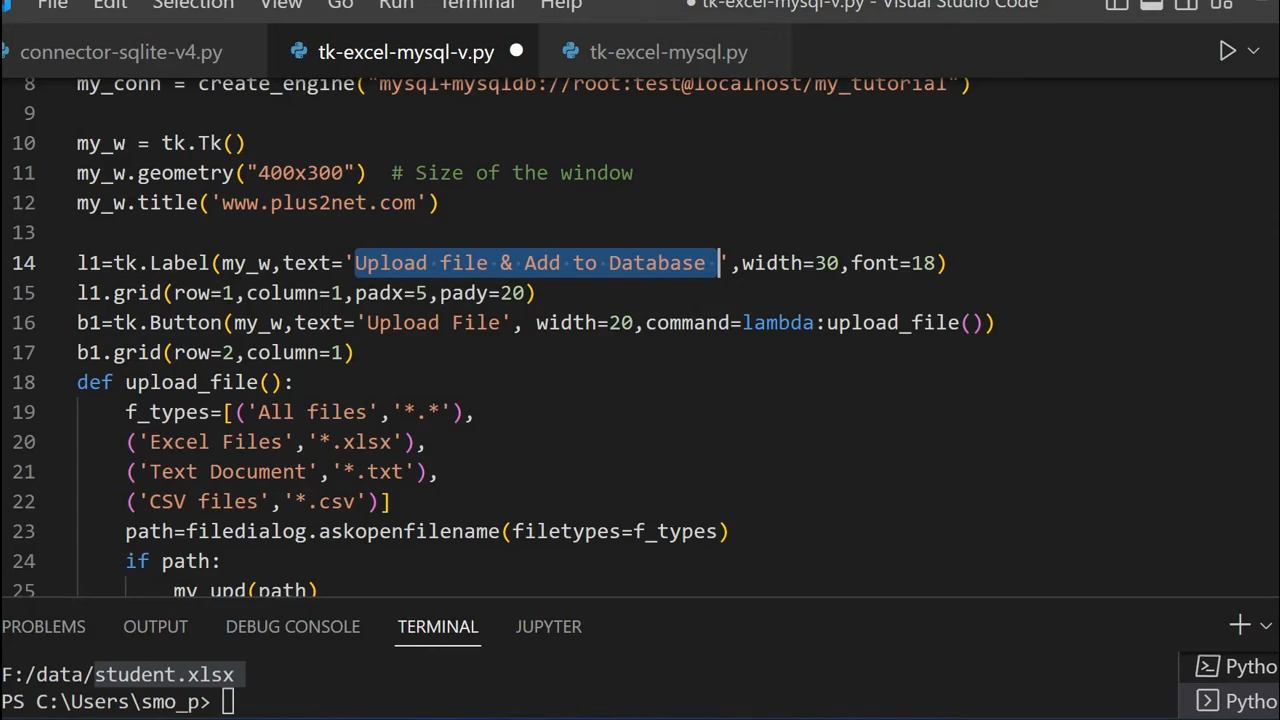 File Edit Selection View Go Run Terminal Help tk-excel-mysql-v.py - Visual Studio Code
connector-sqlite-v4.py tk-excel-mysql-v.py tk-excel-mysql.py
8 my_conn = create_engine("mysql+mysqldb://root:test@localhost/my_tutorial")
9
10 my_w = tk.Tk()
11 my_w.geometry("400x300")  # Size of the window
12 my_w.title('www.plus2net.com')
13
14 l1=tk.Label(my_w,text='Upload file & Add to Database ',width=30,font=18)
15 l1.grid(row=1,column=1,padx=5,pady=20)
16 b1=tk.Button(my_w,text='Upload File', width=20,command=lambda:upload_file())
17 b1.grid(row=2,column=1)
18 def upload_file():
19     f_types=[('All files','*.*'),
20     ('Excel Files','*.xlsx'),
21     ('Text Document','*.txt'),
22     ('CSV files','*.csv')]
23     path=filedialog.askopenfilename(filetypes=f_types)
24     if path:
25         my_upd(path)
PROBLEMS OUTPUT DEBUG CONSOLE TERMINAL JUPYTER
F:/data/student.xlsx
PS C:\Users\smo_p>
Pytho
Pytho